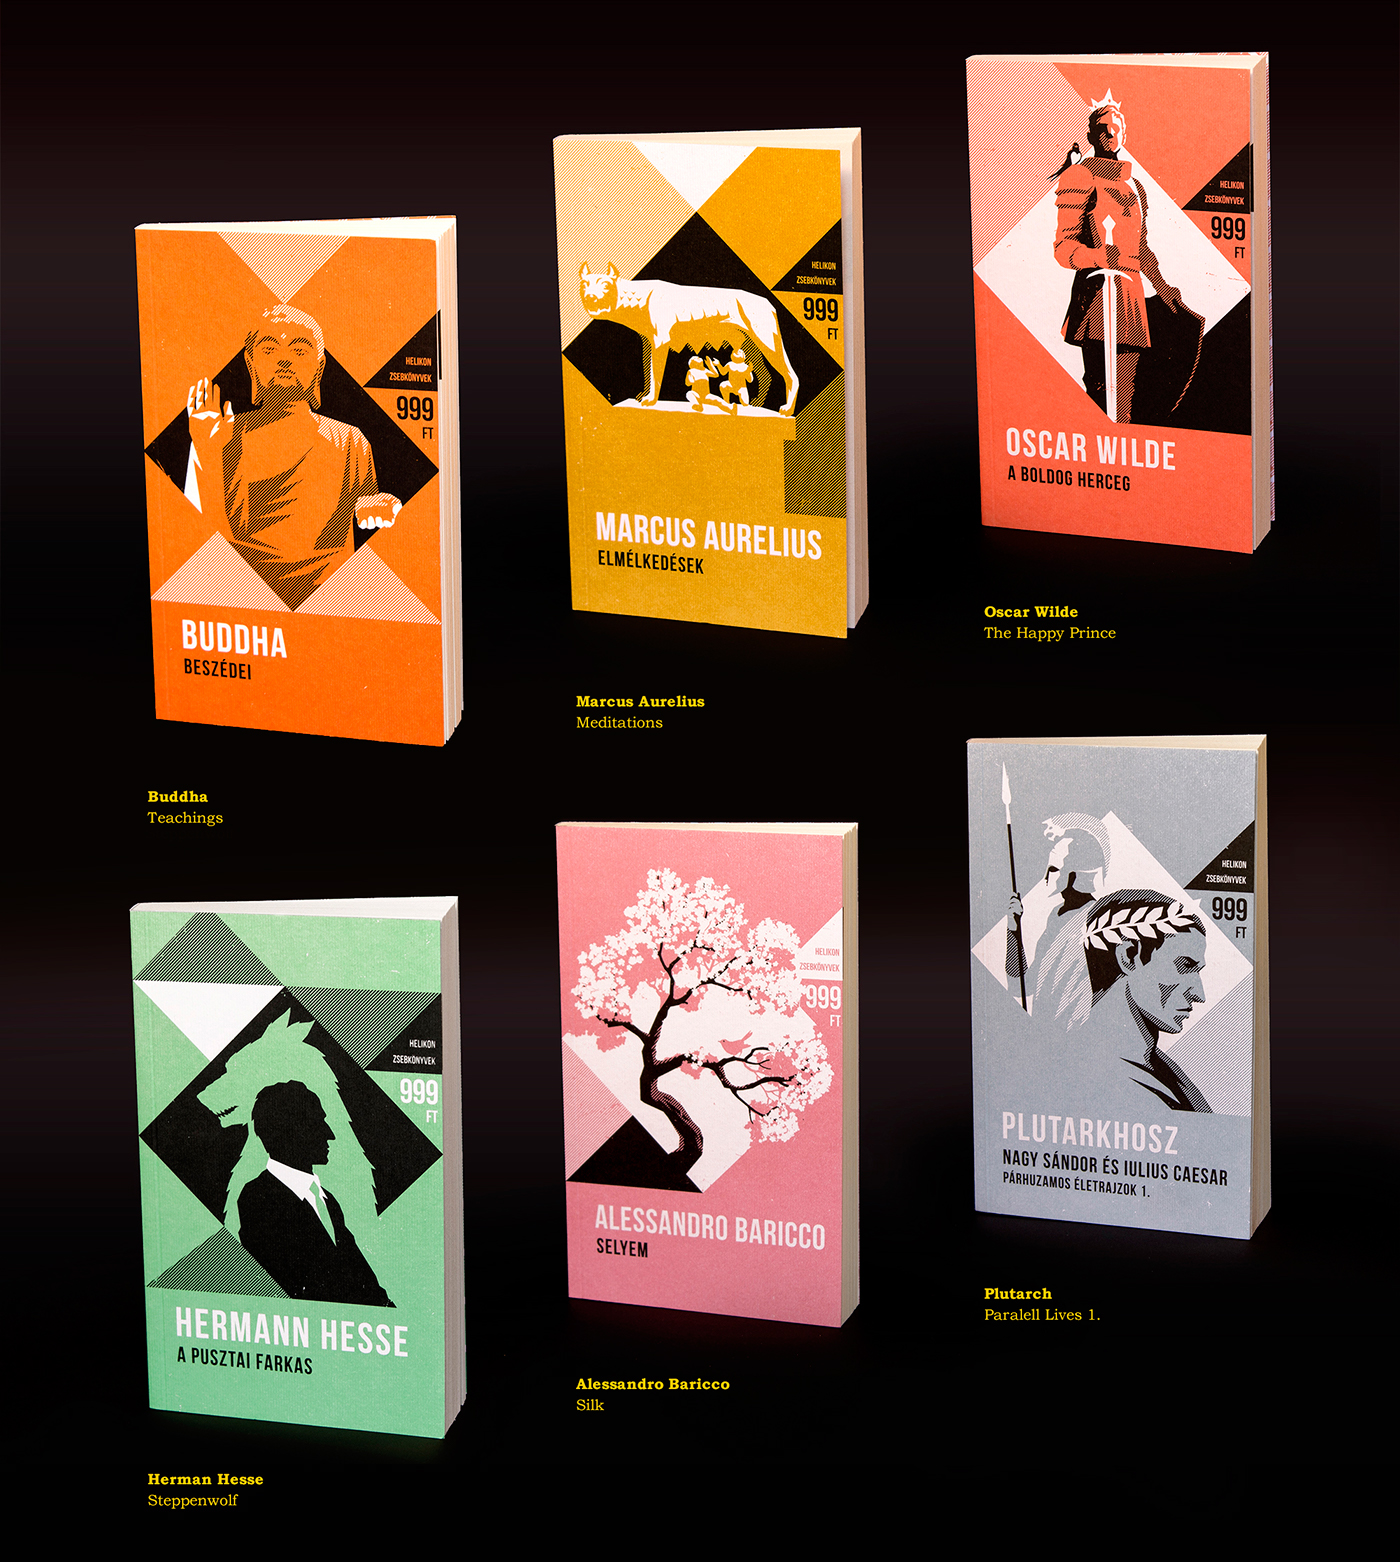 HELIKON
ZSEBKÖNYVEK
999
FT
BUDDHA
BESZÉDEI
Buddha
Teachings
HELIKON
ZSEBKÖNYVEK
999
FT
MARCUS AURELIUS
ELMÉLKEDÉSEK
Marcus Aurelius
Meditations
HELIKON
ZSEBKÖNYVEK
999
FT
OSCAR WILDE
A BOLDOG HERCEG
Oscar Wilde
The Happy Prince
HELIKON
ZSEBKÖNYVEK
999
FT
HERMANN HESSE
A PUSZTAI FARKAS
Herman Hesse
Steppenwolf
HELIKON
ZSEBKÖNYVEK
999
FT
ALESSANDRO BARICCO
SELYEM
Alessandro Baricco
Silk
HELIKON
ZSEBKÖNYVEK
999
FT
PLUTARKHOSZ
NAGY SÁNDOR ÉS IULIUS CAESAR
PÁRHUZAMOS ÉLETRAJZOK 1.
Plutarch
Paralell Lives 1.